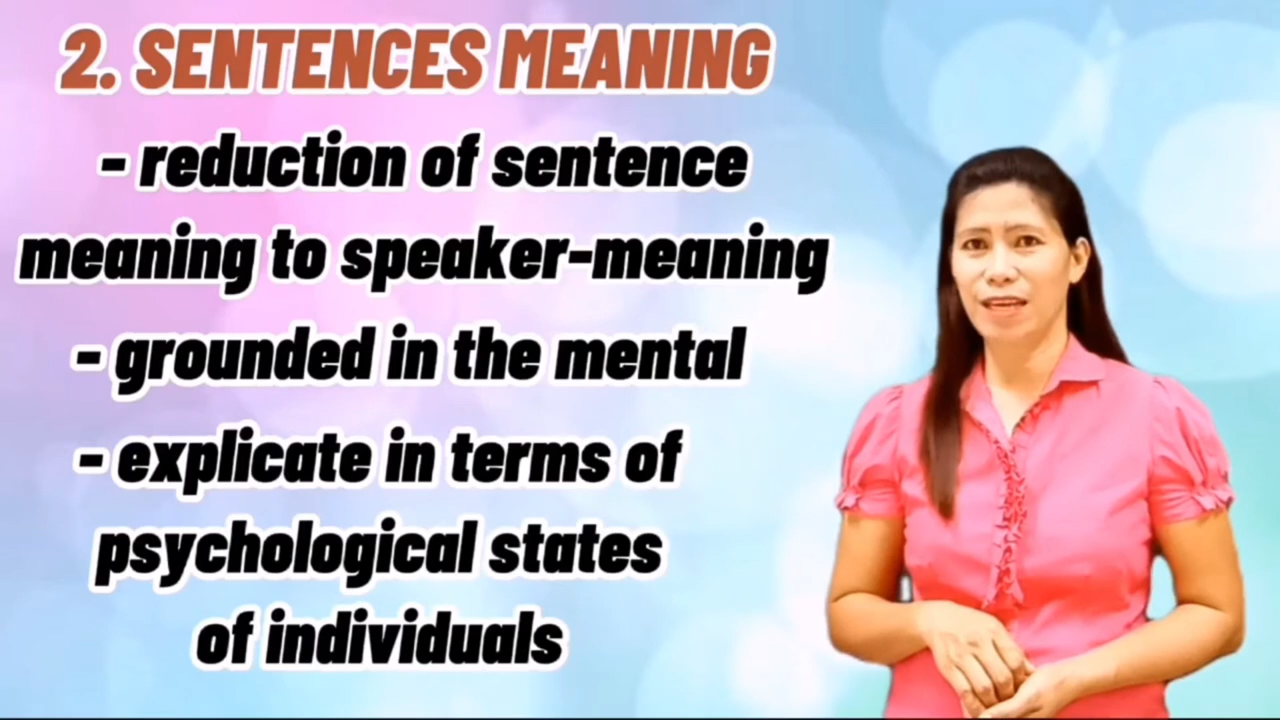 2. SENTENCES MEANING
- reduction of sentence
meaning to speaker-meaning
- grounded in the mental
- explicate in terms of
psychological states
of individuals